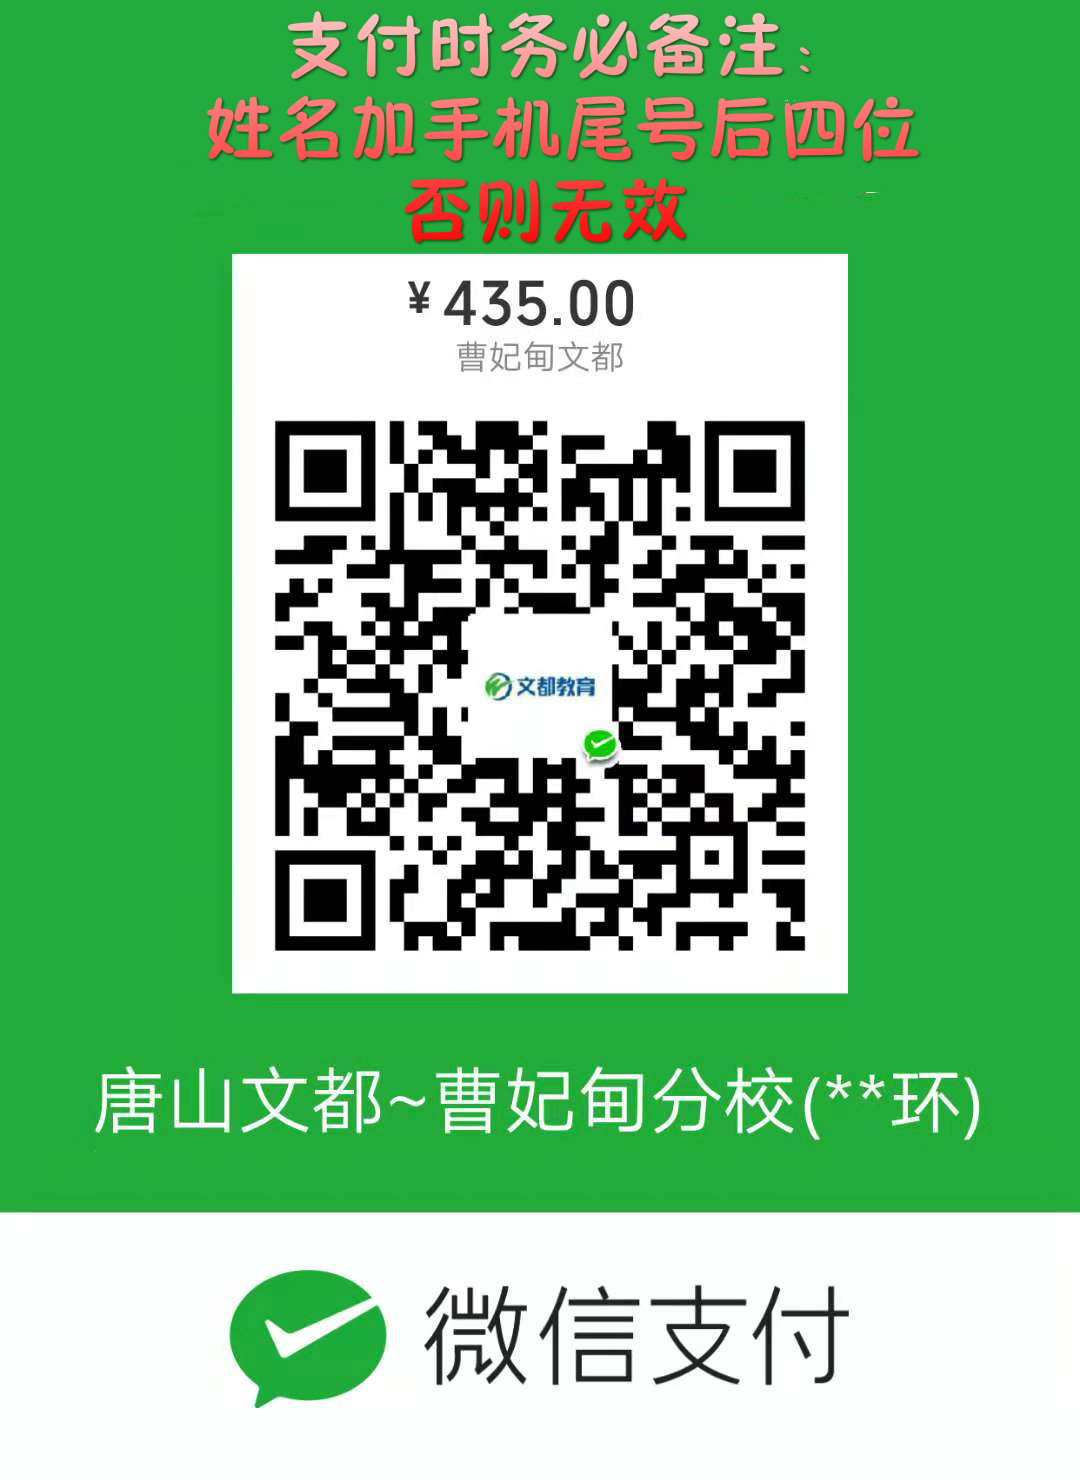 支付时务必备注：
姓名加手机尾号后四位
否则无效
¥ 435.00
曹妃甸文都
文都教育
唐山文都~曹妃甸分校(**环)
微信支付